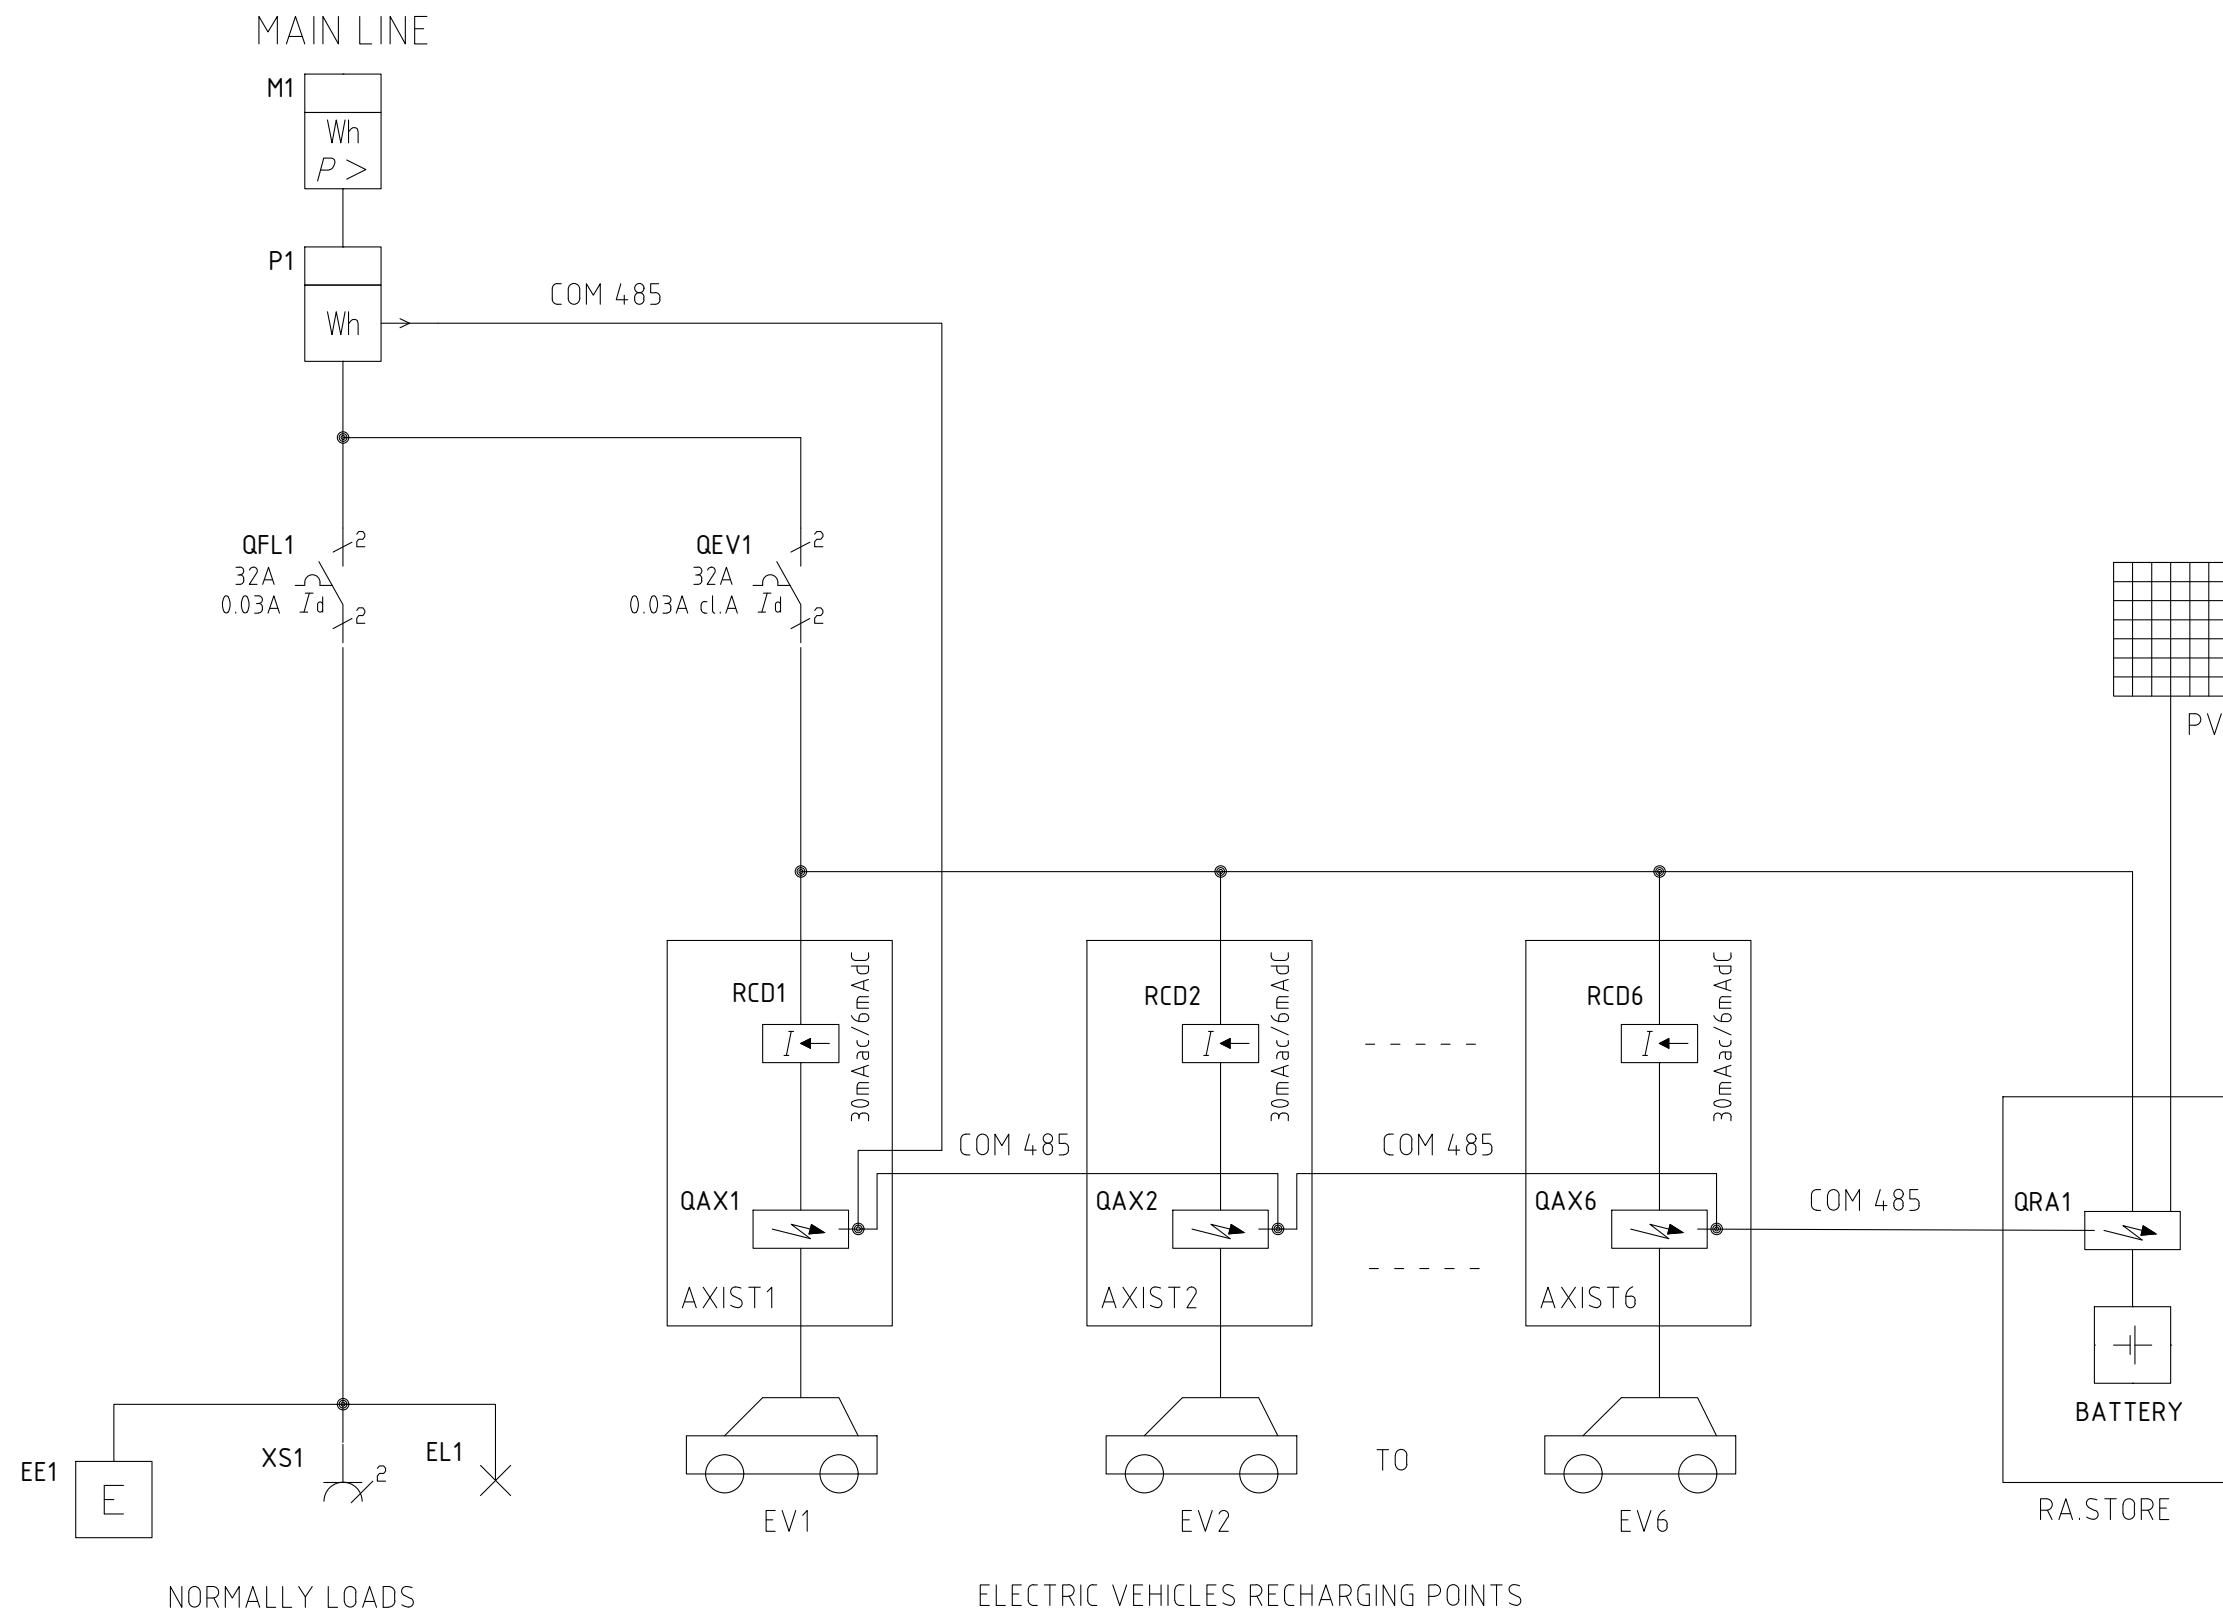 MAIN LINE
M1
Wh
P >
P1
Wh
COM 485
QFL1
32A
0.03A
Id
2
2
QEV1
32A
0.03A cl.A
Id
2
2
PV
RCD1
I
30mAac/6mAdC
RCD2
I
30mAac/6mAdC
RCD6
I
30mAac/6mAdC
COM 485
COM 485
COM 485
QAX1
QAX2
QAX6
QRA1
AXIST1
AXIST2
AXIST6
BATTERY
EE1
E
XS1
2
EL1
TO
EV1
EV2
EV6
RA.STORE
NORMALLY LOADS
ELECTRIC VEHICLES RECHARGING POINTS